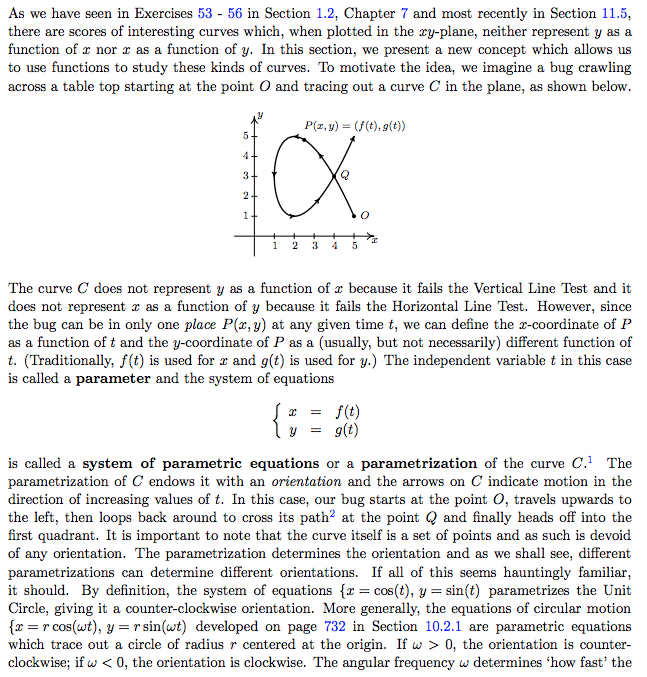 As we have seen in Exercises 53 - 56 in Section 1.2, Chapter 7 and most recently in Section 11.5,
there are scores of interesting curves which, when plotted in the xy-plane, neither represent y as a
function of x nor x as a function of y. In this section, we present a new concept which allows us
to use functions to study these kinds of curves. To motivate the idea, we imagine a bug crawling
across a table top starting at the point O and tracing out a curve C in the plane, as shown below.
y
P(x, y) = (f(t), g(t))
5
4
3
Q
2
1
O
1 2 3 4 5 x
The curve C does not represent y as a function of x because it fails the Vertical Line Test and it
does not represent x as a function of y because it fails the Horizontal Line Test. However, since
the bug can be in only one place P(x, y) at any given time t, we can define the x-coordinate of P
as a function of t and the y-coordinate of P as a (usually, but not necessarily) different function of
t. (Traditionally, f(t) is used for x and g(t) is used for y.) The independent variable t in this case
is called a parameter and the system of equations
{ x = f(t)
y = g(t)
is called a system of parametric equations or a parametrization of the curve C.¹ The
parametrization of C endows it with an orientation and the arrows on C indicate motion in the
direction of increasing values of t. In this case, our bug starts at the point O, travels upwards to
the left, then loops back around to cross its path² at the point Q and finally heads off into the
first quadrant. It is important to note that the curve itself is a set of points and as such is devoid
of any orientation. The parametrization determines the orientation and as we shall see, different
parametrizations can determine different orientations. If all of this seems hauntingly familiar,
it should. By definition, the system of equations {x = cos(t), y = sin(t) parametrizes the Unit
Circle, giving it a counter-clockwise orientation. More generally, the equations of circular motion
{x = r cos(ωt), y = r sin(ωt) developed on page 732 in Section 10.2.1 are parametric equations
which trace out a circle of radius r centered at the origin. If ω > 0, the orientation is counter-
clockwise; if ω < 0, the orientation is clockwise. The angular frequency ω determines ‘how fast’ the